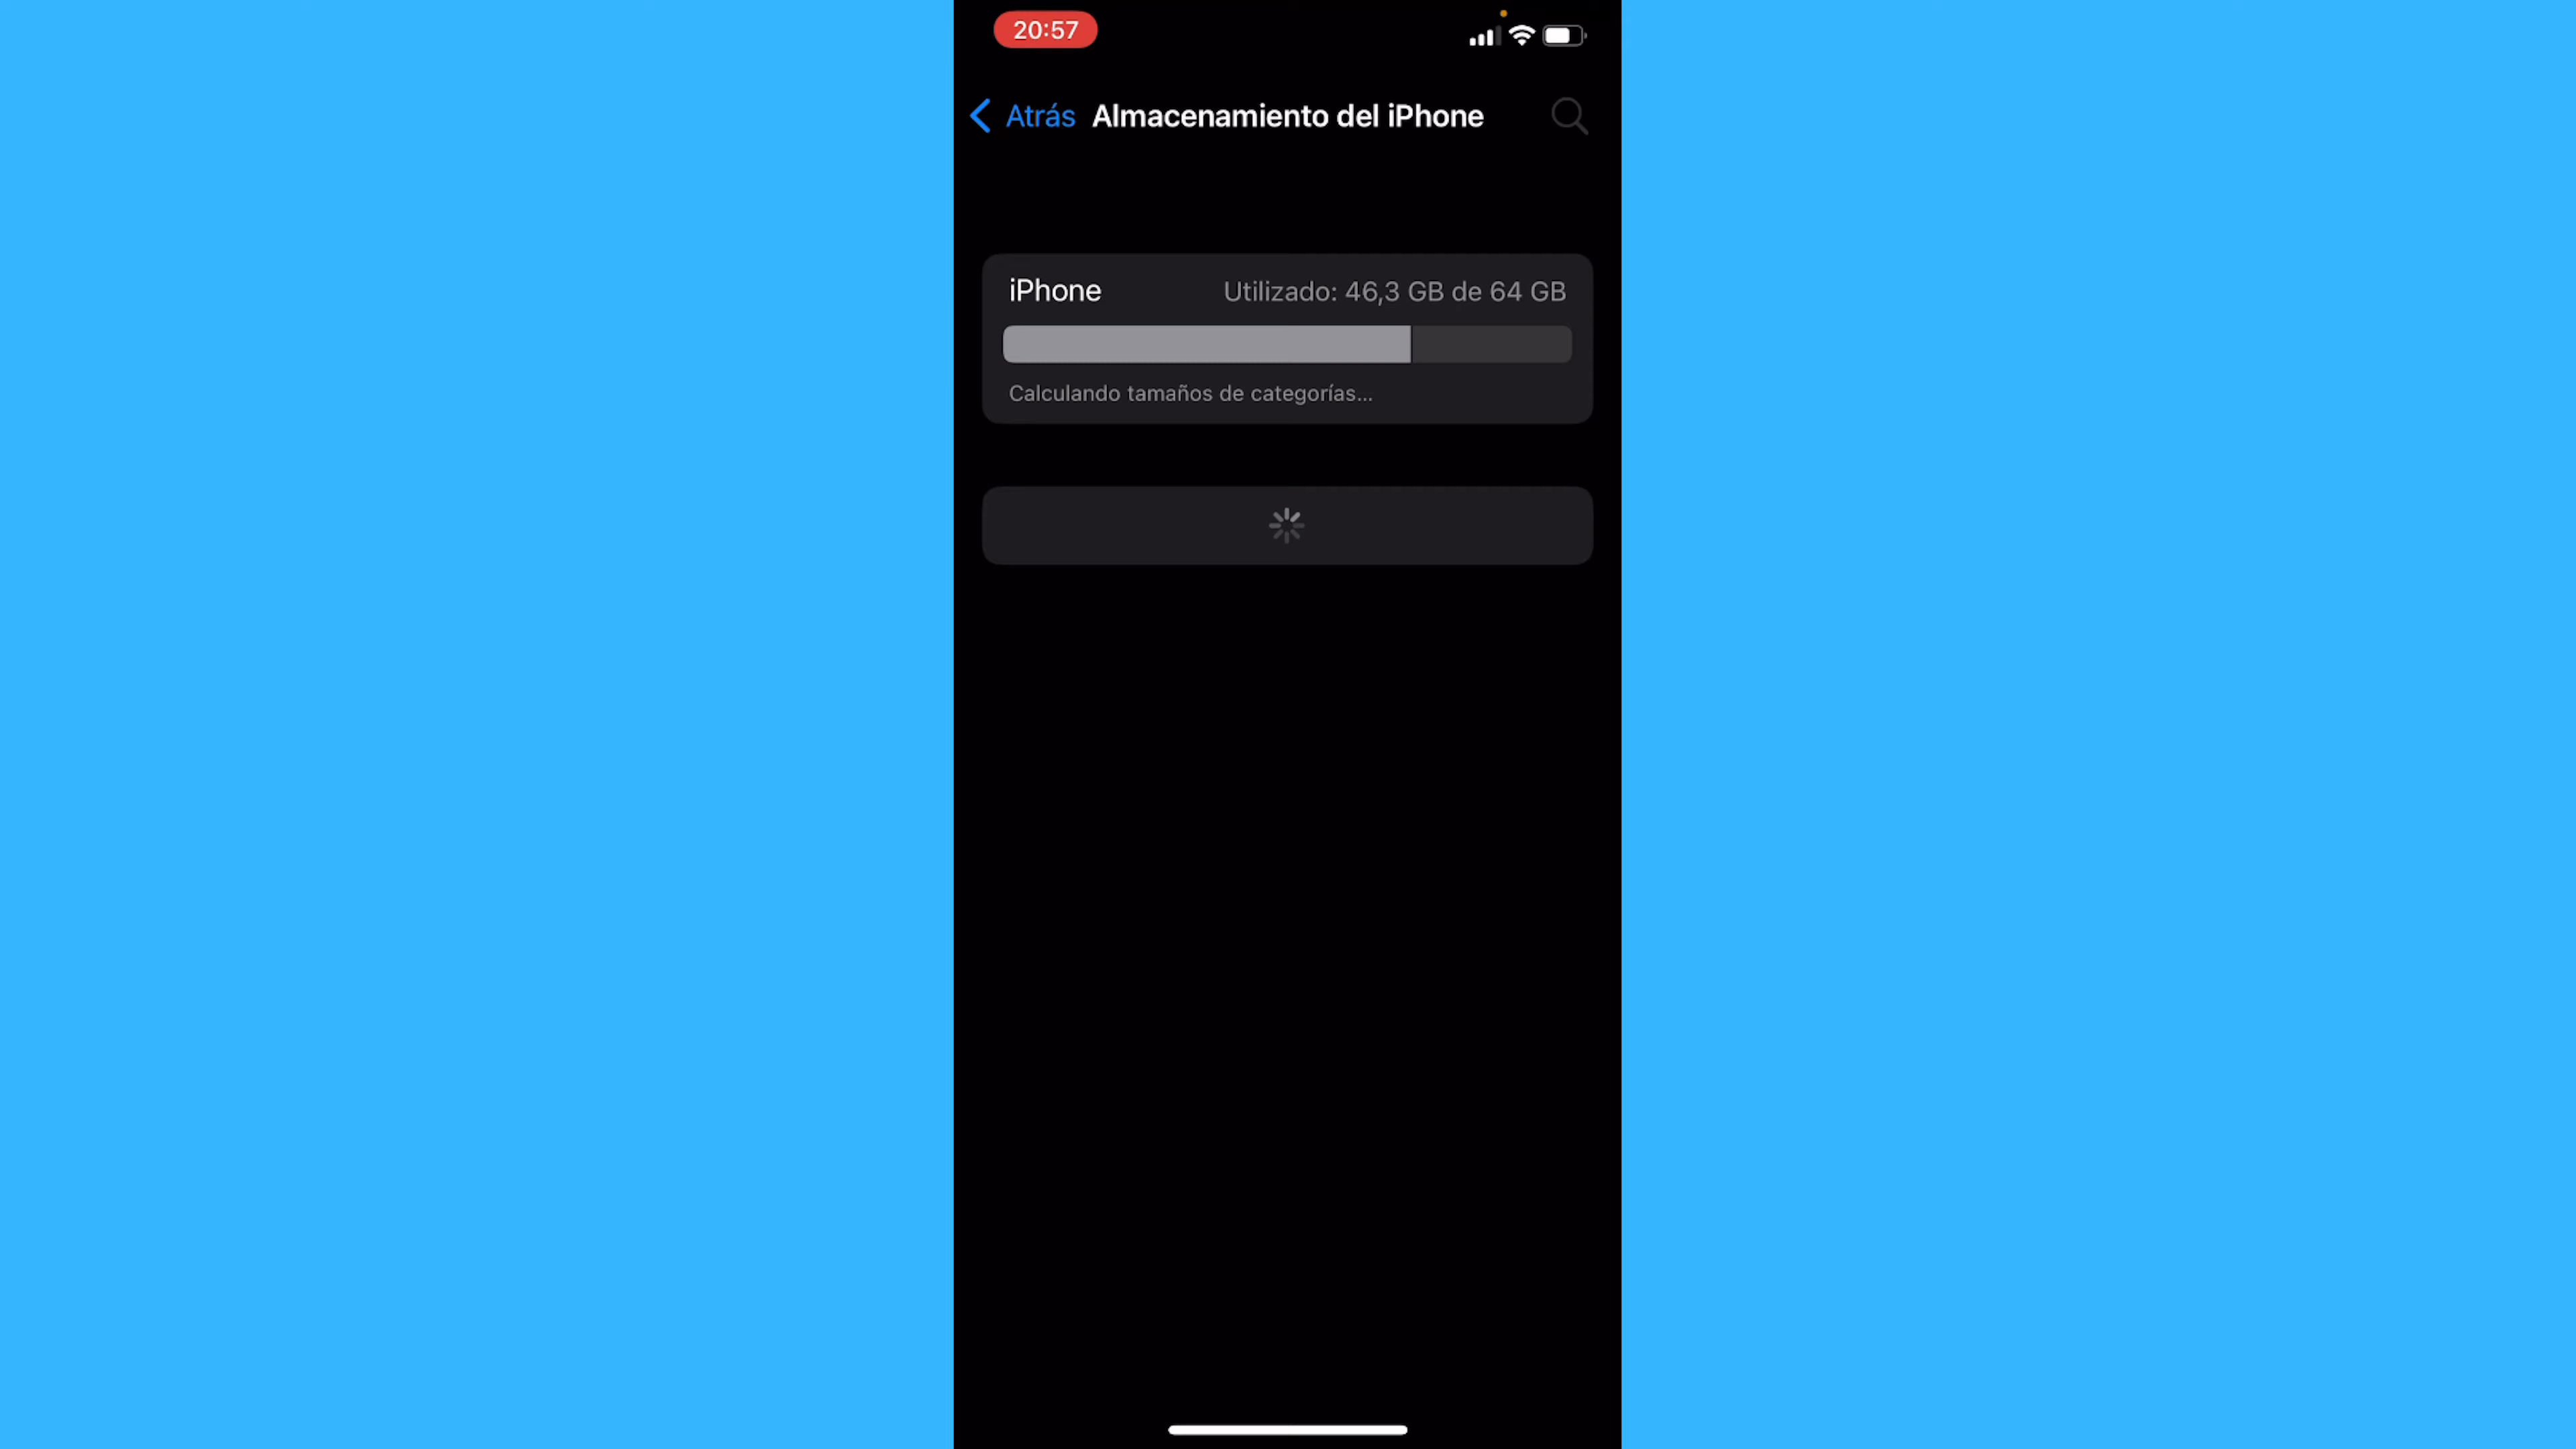 20:57
Atrás Almacenamiento del iPhone
iPhone Utilizado: 46,3 GB de 64 GB
Calculando tamaños de categorías...